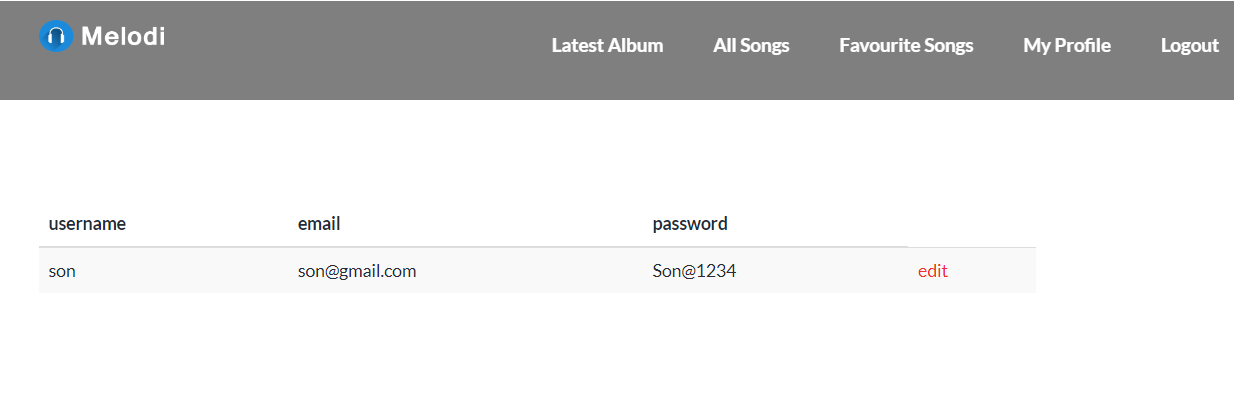 Melodi
Latest Album All Songs Favourite Songs My Profile Logout
username email password
son son@gmail.com Son@1234 edit